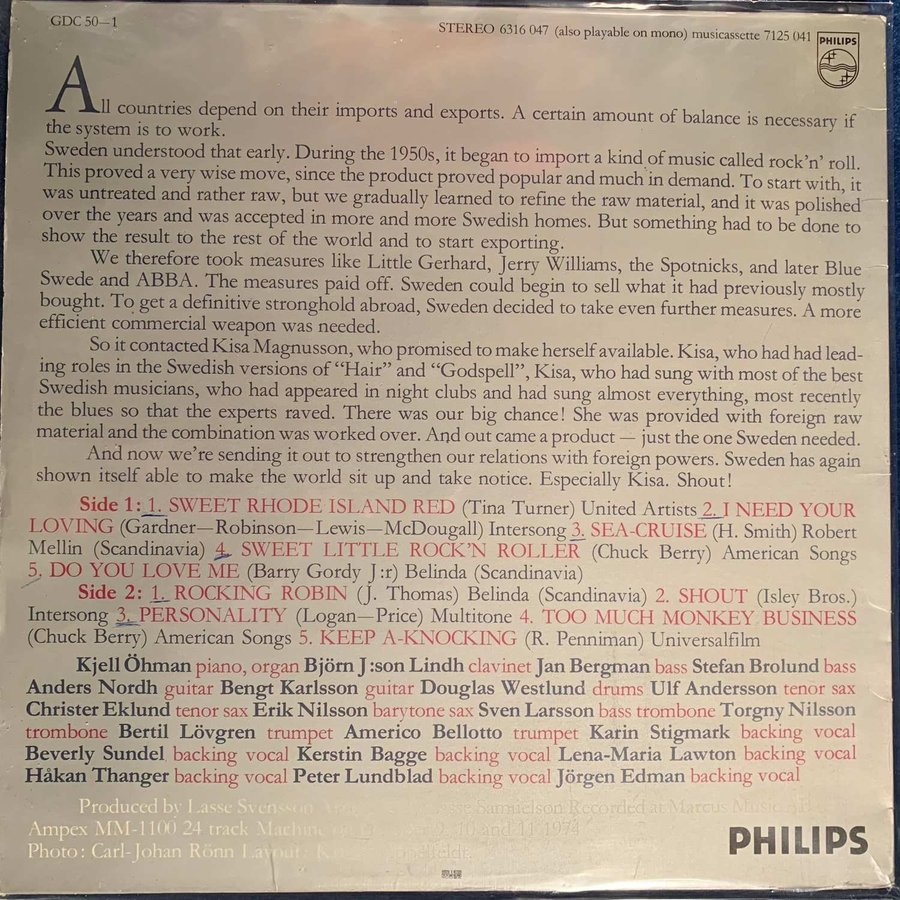 GDC 50—1
STEREO 6316 047 (also playable on mono) musicassette 7125 041
PHILIPS
All countries depend on their imports and exports. A certain amount of balance is necessary if
the system is to work.
Sweden understood that early. During the 1950s, it began to import a kind of music called rock'n' roll.
This proved a very wise move, since the product proved popular and much in demand. To start with, it
was untreated and rather raw, but we gradually learned to refine the raw material, and it was polished
over the years and was accepted in more and more Swedish homes. But something had to be done to
show the result to the rest of the world and to start exporting.
We therefore took measures like Little Gerhard, Jerry Williams, the Spotnicks, and later Blue
Swede and ABBA. The measures paid off. Sweden could begin to sell what it had previously mostly
bought. To get a definitive stronghold abroad, Sweden decided to take even further measures. A more
efficient commercial weapon was needed.
So it contacted Kisa Magnusson, who promised to make herself available. Kisa, who had had lead-
ing roles in the Swedish versions of "Hair" and "Godspell", Kisa, who had sung with most of the best
Swedish musicians, who had appeared in night clubs and had sung almost everything, most recently
the blues so that the experts raved. There was our big chance! She was provided with foreign raw
material and the combination was worked over. And out came a product — just the one Sweden needed.
And now we're sending it out to strengthen our relations with foreign powers. Sweden has again
shown itself able to make the world sit up and take notice. Especially Kisa. Shout!
Side 1: 1. SWEET RHODE ISLAND RED (Tina Turner) United Artists 2. I NEED YOUR
LOVING (Gardner—Robinson—Lewis—McDougall) Intersong 3. SEA-CRUISE (H. Smith) Robert
Mellin (Scandinavia) 4. SWEET LITTLE ROCK'N ROLLER (Chuck Berry) American Songs
5. DO YOU LOVE ME (Barry Gordy J:r) Belinda (Scandinavia)
Side 2: 1. ROCKING ROBIN (J. Thomas) Belinda (Scandinavia) 2. SHOUT (Isley Bros.)
Intersong 3. PERSONALITY (Logan—Price) Multitone 4. TOO MUCH MONKEY BUSINESS
(Chuck Berry) American Songs 5. KEEP A-KNOCKING (R. Penniman) Universalfilm
Kjell Öhman piano, organ Björn J:son Lindh clavinet Jan Bergman bass Stefan Brolund bass
Anders Nordh guitar Bengt Karlsson guitar Douglas Westlund drums Ulf Andersson tenor sax
Christer Eklund tenor sax Erik Nilsson barytone sax Sven Larsson bass trombone Torgny Nilsson
trombone Bertil Lövgren trumpet Americo Bellotto trumpet Karin Stigmark backing vocal
Beverly Sundel backing vocal Kerstin Bagge backing vocal Lena-Maria Lawton backing vocal
Håkan Thanger backing vocal Peter Lundblad backing vocal Jörgen Edman backing vocal
Produced by Lasse Svensson Samuelson Recorded at Marcus Music
Ampex MM-1100 24 track Machine 10 and 11 1974
Photo: Carl-Johan Rönn Layout:
PHILIPS